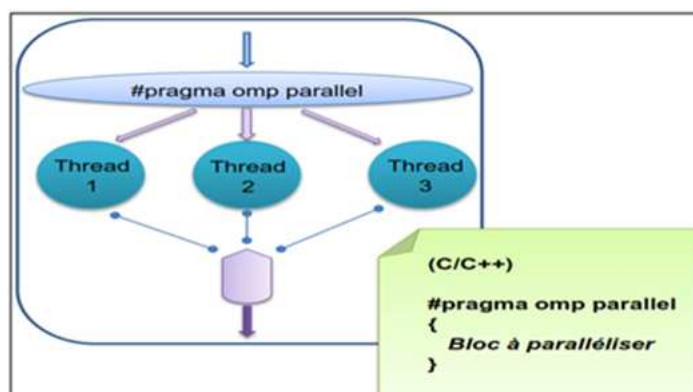 #pragma omp parallel
Thread
1
Thread
2
Thread
3
(C/C++)
#pragma omp parallel
{
Bloc à paralléliser
}